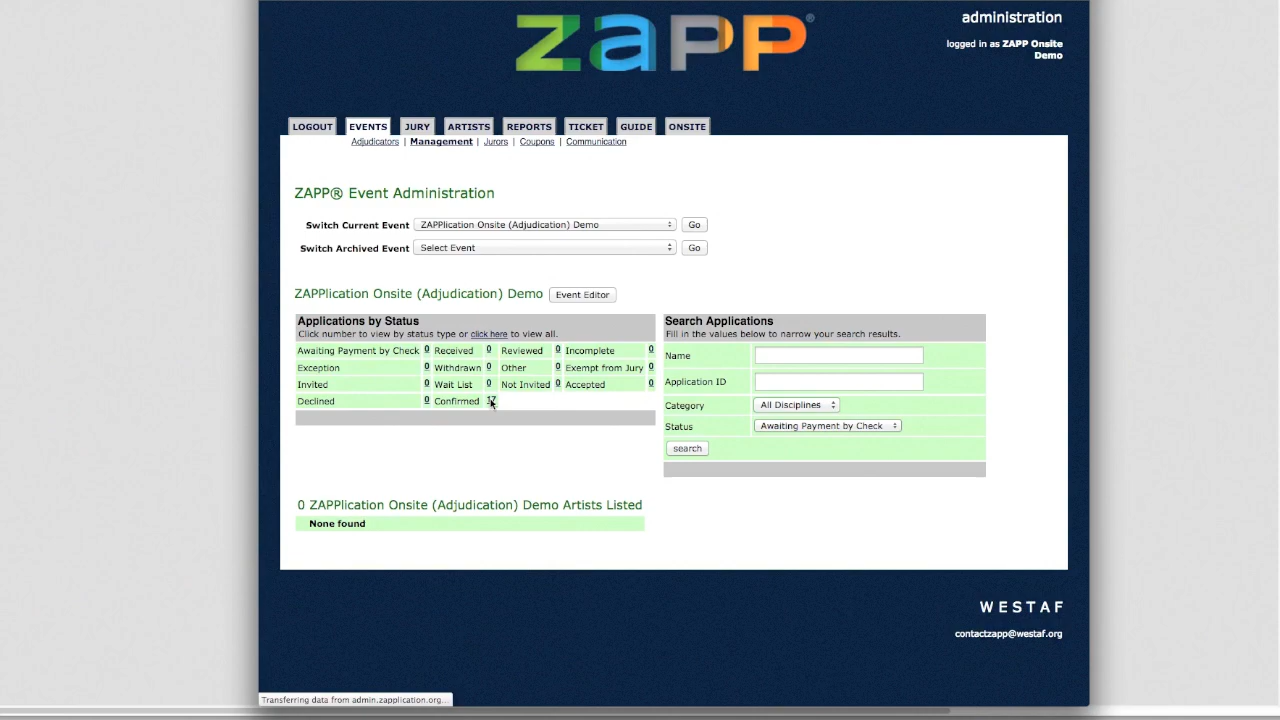 zapp®
administration
logged in as ZAPP Onsite
Demo
LOGOUT EVENTS JURY ARTISTS REPORTS TICKET GUIDE ONSITE
Adjudicators | Management | Jurors | Coupons | Communication
ZAPP® Event Administration
Switch Current Event ZAPPlication Onsite (Adjudication) Demo Go
Switch Archived Event Select Event Go
ZAPPlication Onsite (Adjudication) Demo Event Editor
Applications by Status
Click number to view by status type or click here to view all.
Awaiting Payment by Check 0 Received 0 Reviewed 0 Incomplete 0
Exception 0 Withdrawn 0 Other 0 Exempt from Jury 0
Invited 0 Wait List 0 Not Invited 0 Accepted 0
Declined 0 Confirmed 17
Search Applications
Fill in the values below to narrow your search results.
Name
Application ID
Category All Disciplines
Status Awaiting Payment by Check
search
0 ZAPPlication Onsite (Adjudication) Demo Artists Listed
None found
WESTAF
contactzapp@westaf.org
Transferring data from admin.zapplication.org...